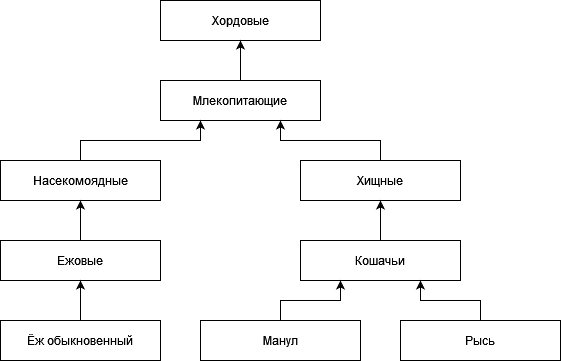 Хордовые
Млекопитающие
Насекомоядные
Хищные
Ежовые
Кошачьи
Ёж обыкновенный
Манул
Рысь